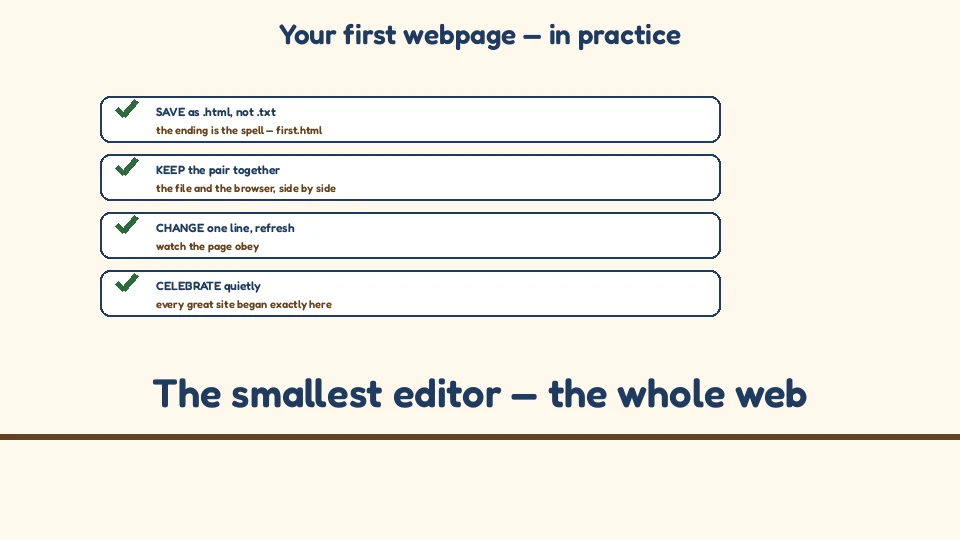 Your first webpage — in practice
SAVE as .html, not .txt
the ending is the spell — first.html
KEEP the pair together
the file and the browser, side by side
CHANGE one line, refresh
watch the page obey
CELEBRATE quietly
every great site began exactly here
The smallest editor — the whole web